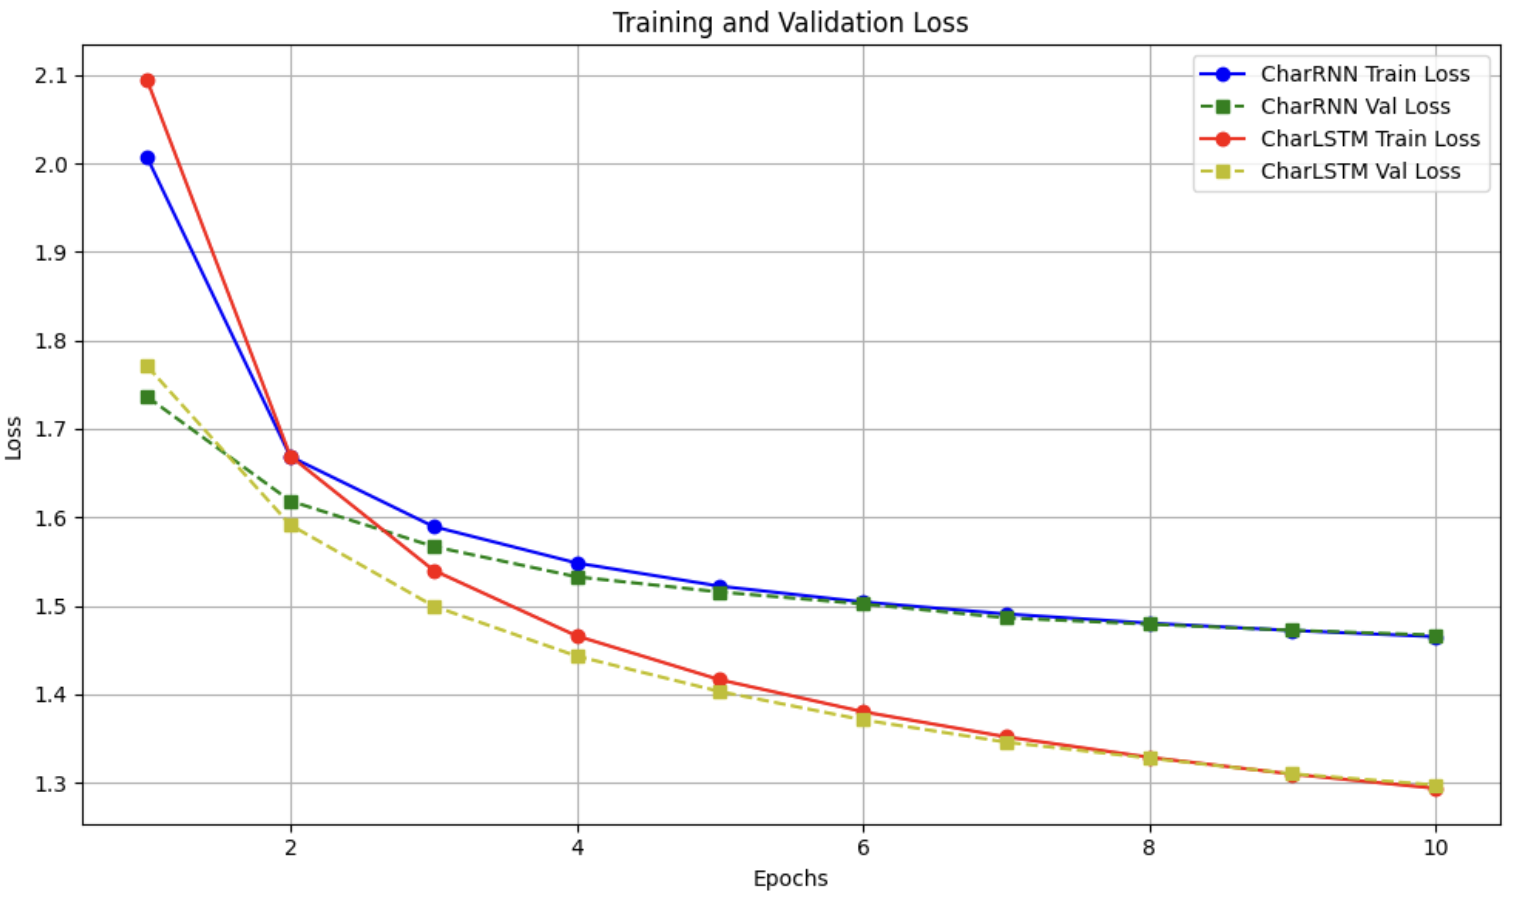 Training and Validation Loss
CharRNN Train Loss
CharRNN Val Loss
CharLSTM Train Loss
CharLSTM Val Loss
Loss
2.1
2.0
1.9
1.8
1.7
1.6
1.5
1.4
1.3
2 4 6 8 10
Epochs